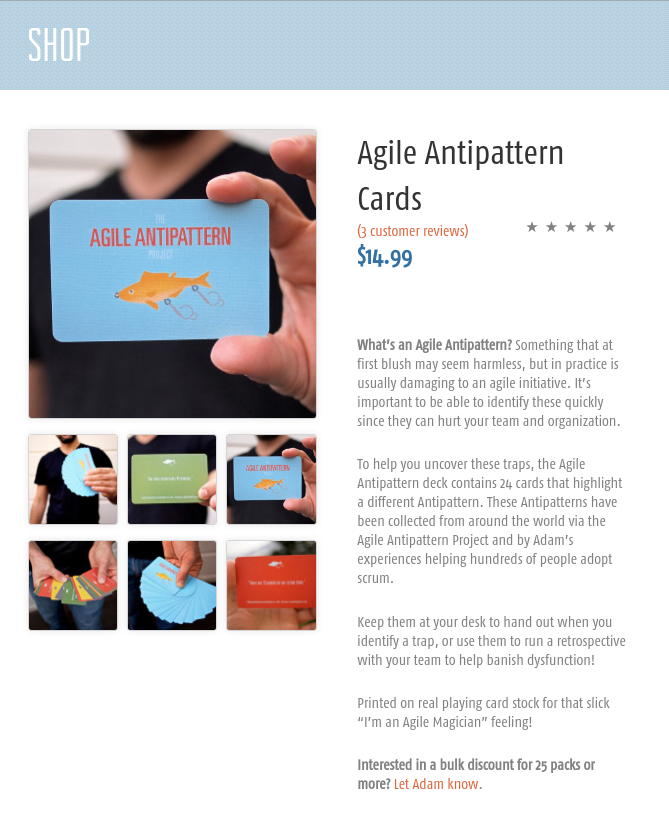 SHOP
THE
AGILE ANTIPATTERN
PROJECT
AGILE ANTIPATTERN
Agile Antipattern
Cards
(3 customer reviews)
$14.99
What's an Agile Antipattern? Something that at
first blush may seem harmless, but in practice is
usually damaging to an agile initiative. It's
important to be able to identify these quickly
since they can hurt your team and organization.
To help you uncover these traps, the Agile
Antipattern deck contains 24 cards that highlight
a different Antipattern. These Antipatterns have
been collected from around the world via the
Agile Antipattern Project and by Adam's
experiences helping hundreds of people adopt
scrum.
Keep them at your desk to hand out when you
identify a trap, or use them to run a retrospective
with your team to help banish dysfunction!
Printed on real playing card stock for that slick
“I'm an Agile Magician” feeling!
Interested in a bulk discount for 25 packs or
more? Let Adam know.